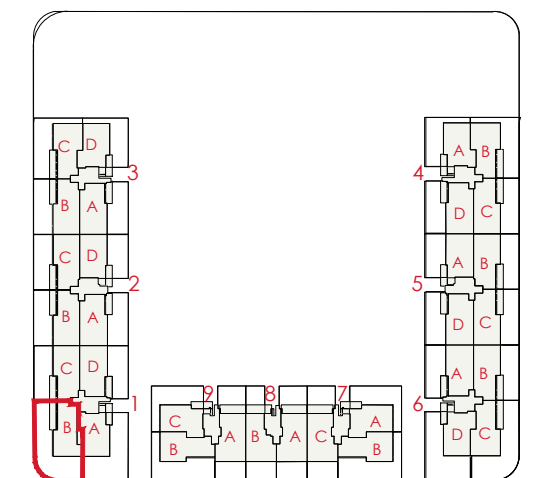 C D A B
3 4
B A D C
C D A B
2 5
B A D C
C D A B
9 8 7
1 6
C A
B A D C
A B A C
B B